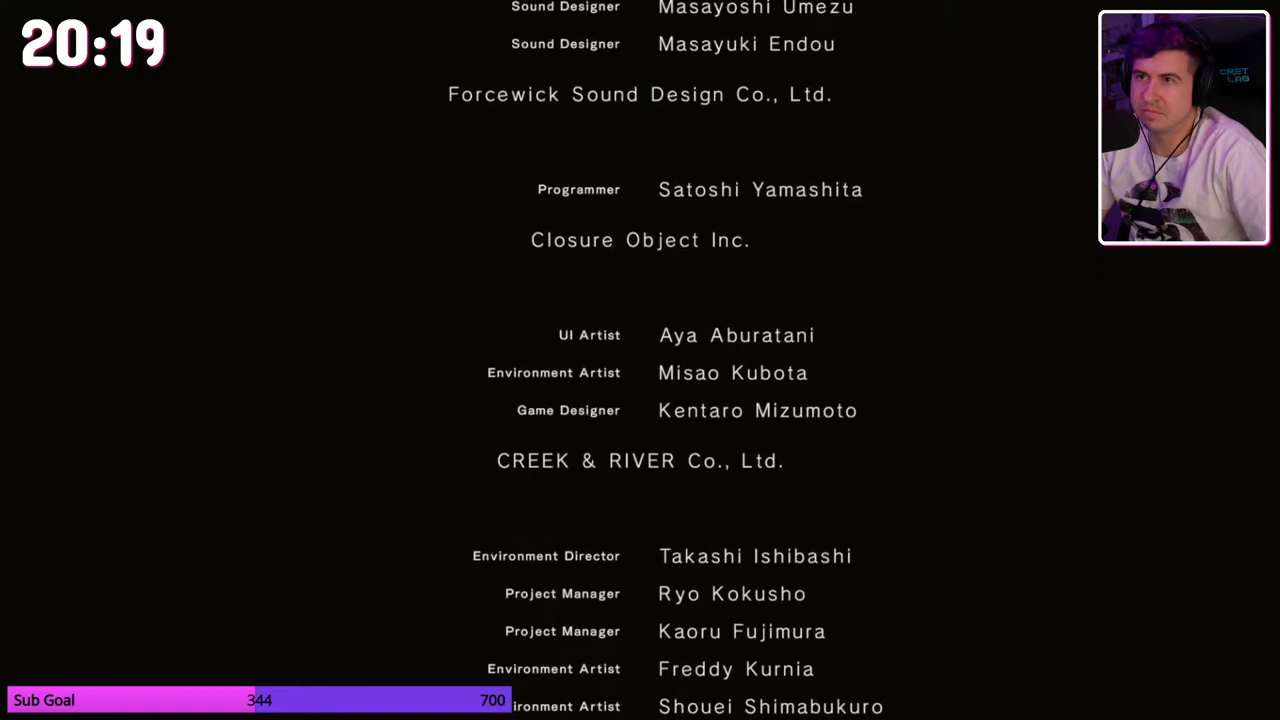 20:19
Sound Designer Masayoshi Umezu
Sound Designer Masayuki Endou
Forcewick Sound Design Co., Ltd.
Programmer Satoshi Yamashita
Closure Object Inc.
UI Artist Aya Aburatani
Environment Artist Misao Kubota
Game Designer Kentaro Mizumoto
CREEK & RIVER Co., Ltd.
Environment Director Takashi Ishibashi
Project Manager Ryo Kokusho
Project Manager Kaoru Fujimura
Environment Artist Freddy Kurnia
Sub Goal 344 700
ironment Artist Shouei Shimabukuro
LAB